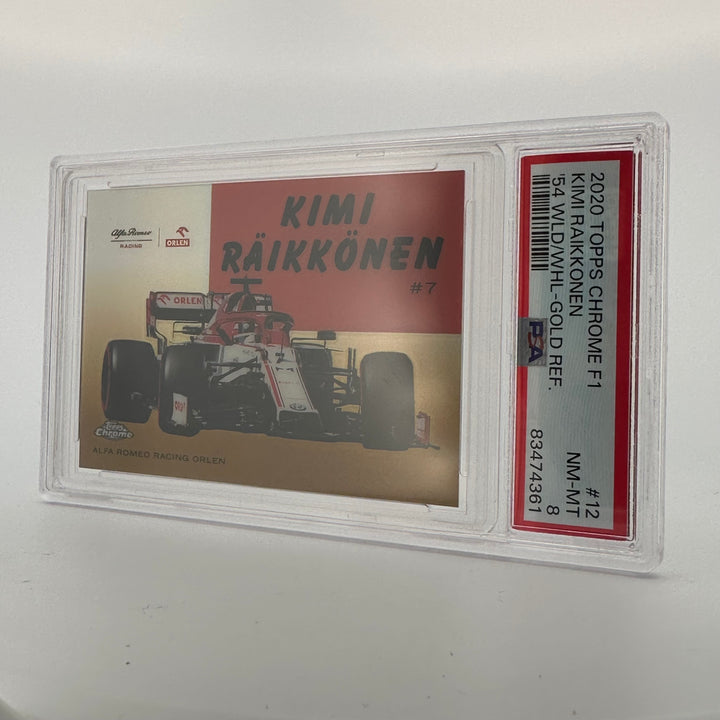 Alfa Romeo
RACING
ORLEN
KIMI
RÄIKKÖNEN
#7
ORLEN
Topps
Chrome
ALFA ROMEO RACING ORLEN
2020 TOPPS CHROME F1 #12
KIMI RAIKKONEN NM-MT
'54 WLD/WHL-GOLD REF. 8
PSA 83474361